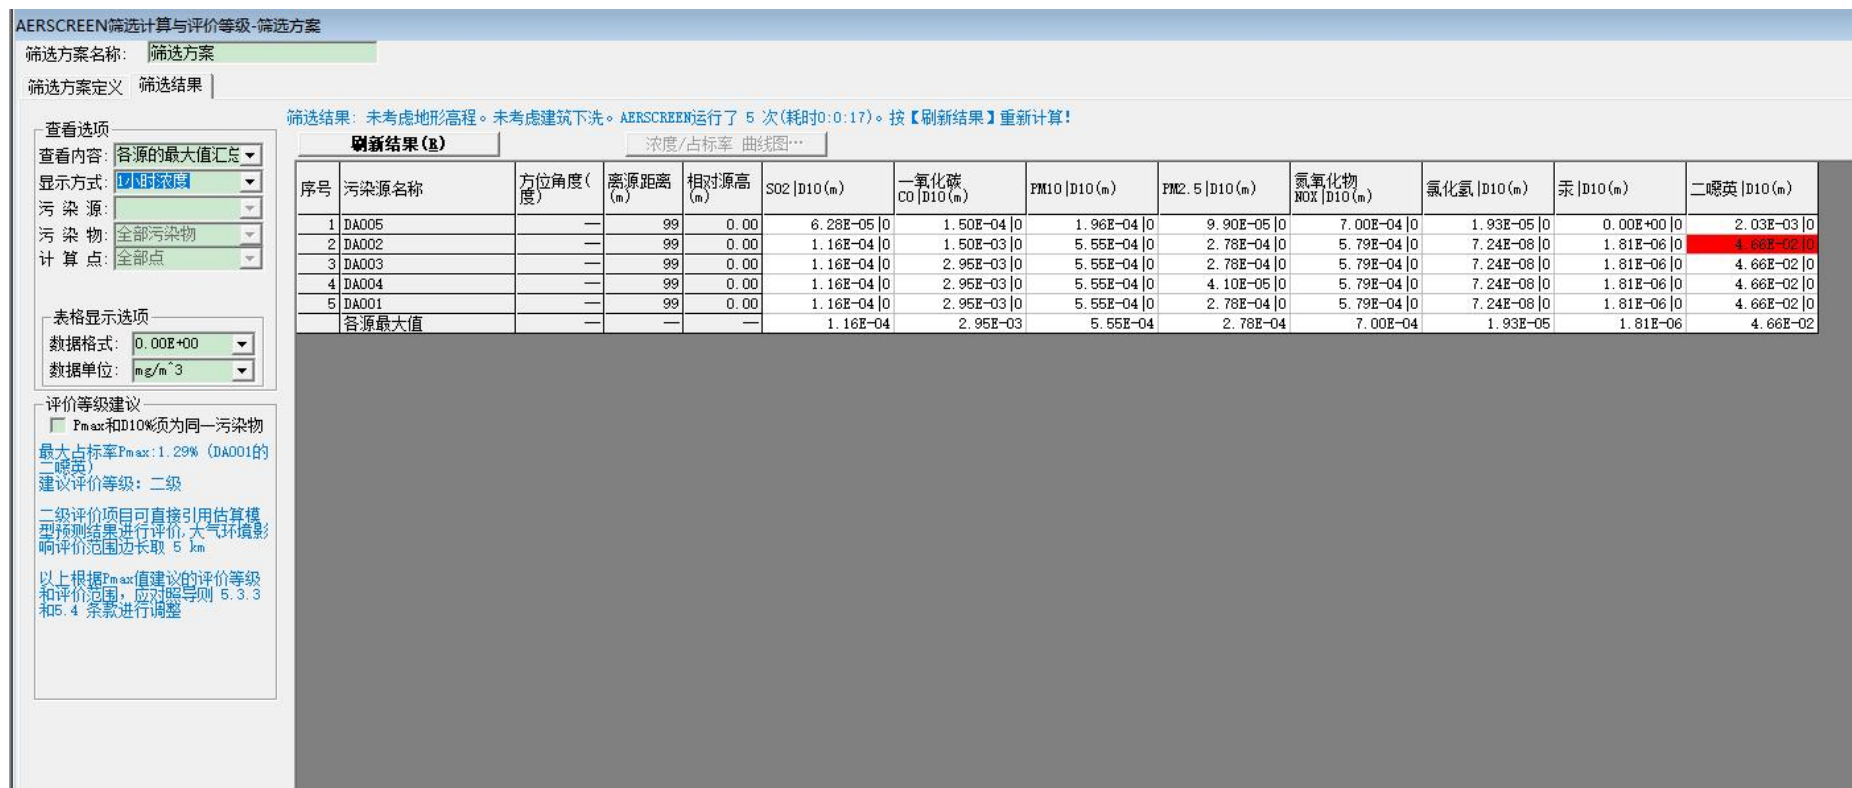 AERSCREEN筛选计算与评价等级-筛选方案
筛选方案名称: 筛选方案
筛选方案定义 筛选结果
筛选结果: 未考虑地形高程。未考虑建筑下洗。AERSCREEN运行了 5 次(耗时0:0:17)。按【刷新结果】重新计算!
刷新结果(R) 浓度/占标率 曲线图…
查看选项
查看内容: 各源的最大值汇总
显示方式: 1小时浓度
污 染 源:
污 染 物: 全部污染物
计 算 点: 全部点
表格显示选项
数据格式: 0.00E+00
数据单位: mg/m^3
评价等级建议
Pmax和D10%须为同一污染物
最大占标率Pmax:1.29% (DA001的
二噁英)
建议评价等级: 二级
二级评价项目可直接引用估算模
型预测结果进行评价,大气环境影
响评价范围边长取 5 km
以上根据Pmax值建议的评价等级
和评价范围,应对照导则 5.3.3
和5.4 条款进行调整
序号 污染源名称 方位角度(度) 离源距离(m) 相对源高(m) SO2|D10(m) 一氧化碳CO|D10(m) PM10|D10(m) PM2.5|D10(m) 氮氧化物NOX|D10(m) 氯化氢|D10(m) 汞|D10(m) 二噁英|D10(m)
1 DA005 — 99 0.00 6.28E-05|0 1.50E-04|0 1.96E-04|0 9.90E-05|0 7.00E-04|0 1.93E-05|0 0.00E+00|0 2.03E-03|0
2 DA002 — 99 0.00 1.16E-04|0 1.50E-03|0 5.55E-04|0 2.78E-04|0 5.79E-04|0 7.24E-08|0 1.81E-06|0 4.66E-02|0
3 DA003 — 99 0.00 1.16E-04|0 2.95E-03|0 5.55E-04|0 2.78E-04|0 5.79E-04|0 7.24E-08|0 1.81E-06|0 4.66E-02|0
4 DA004 — 99 0.00 1.16E-04|0 2.95E-03|0 5.55E-04|0 4.10E-05|0 5.79E-04|0 7.24E-08|0 1.81E-06|0 4.66E-02|0
5 DA001 — 99 0.00 1.16E-04|0 2.95E-03|0 5.55E-04|0 2.78E-04|0 5.79E-04|0 7.24E-08|0 1.81E-06|0 4.66E-02|0
各源最大值 — — — 1.16E-04 2.95E-03 5.55E-04 2.78E-04 7.00E-04 1.93E-05 1.81E-06 4.66E-02